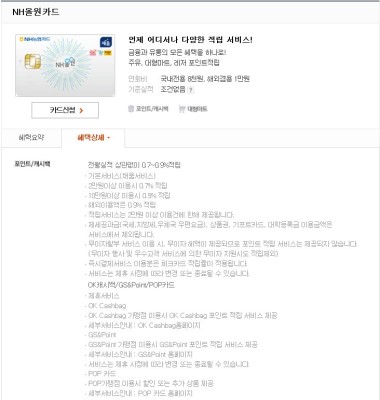 NH올원카드
NH농협카드
NH올원
언제 어디서나 다양한 적립 서비스!
금융과 유통의 모든 혜택을 하나로!
주유, 대형마트, 레저 포인트적립
연회비 국내전용 8천원, 해외겸용 1만원
기준실적 조건없음
포인트/캐시백 대형마트
카드신청
혜택요약 혜택상세
포인트/캐시백
전월실적 상관없이 0.7~0.9%적립
- 기본서비스(채움서비스)
- 2만원이상 이용시 0.7% 적립
- 10만원이상 이용시 0.8% 적립
- 해외이용액은 0.9% 적립
- 적립서비스는 2만원 이상 이용건에 한해 제공됩니다.
- 제세공과금(국세,지방세,우체국 우편요금), 상품권, 기프트카드, 대학등록금 이용금액은
서비스에서 제외됩니다.
- 무이자할부 서비스 이용 시, 무이자 혜택이 제공되므로 포인트 적립 서비스는 제공되지 않습니다.
(무이자 행사 및 우수고객 서비스에 의한 무이자 지원시도 적립제외)
- 즉시결제서비스 이용분은 체크카드 적립률이 적용됩니다.
- 서비스는 제휴 사정에 따라 변경 또는 종료될 수 있습니다.
OK캐시백/GS&Point/POP카드
- 제휴서비스
- OK Cashbag
- OK Cashbag 가맹점 이용시 OK Cashbag 포인트 적립 서비스 제공
- 세부서비스안내 : OK Cashbag홈페이지
- GS&Point
- GS&Point 가맹점 이용시 GS&Point 포인트 적립 서비스 제공
- 세부서비스안내 : GS&Point 홈페이지
- 서비스는 제휴 사정에 따라 변경 또는 종료될 수 있습니다.
- POP 카드
- POP가맹점 이용시 할인 또는 추가 상품 제공
- 세부서비스안내 : POP 카드 홈페이지